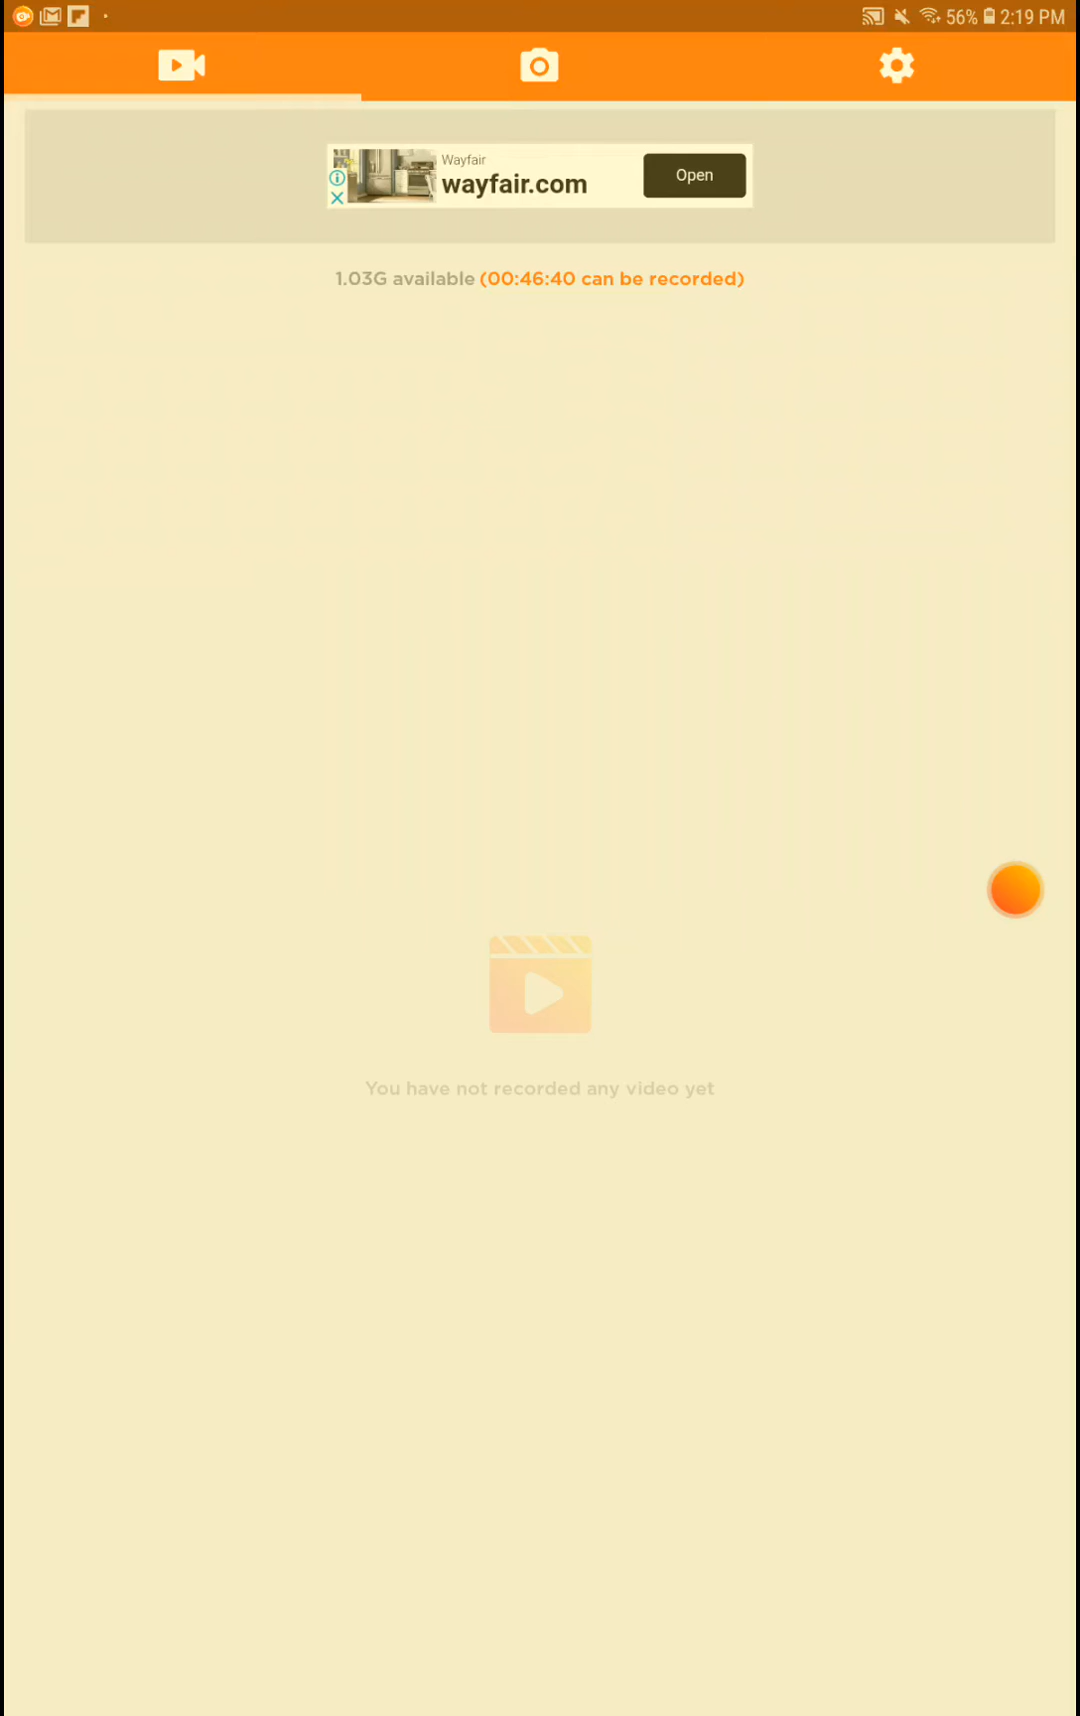 56% 2:19 PM
Wayfair
wayfair.com
Open
1.03G available (00:46:40 can be recorded)
You have not recorded any video yet